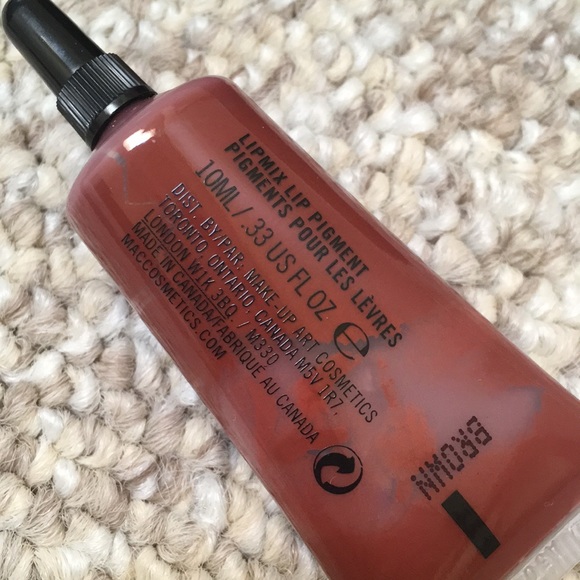 LIPMIX LIP PIGMENT
PIGMENTS POUR LES LÈVRES
10ML / .33 US FL OZ ℮
DIST. BY/PAR, MAKE-UP ART COSMETICS
TORONTO, ONTARIO, CANADA M5V 1R7,
LONDON W1K 3BQ. / M330
MADE IN CANADA/FABRIQUÉ AU CANADA
MACCOSMETICS.COM
BROWN